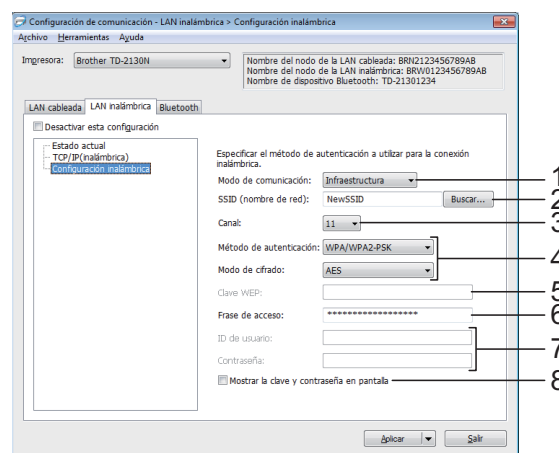 Configuración de comunicación - LAN inalámbrica > Configuración inalámbrica
Archivo Herramientas Ayuda
Impresora: Brother TD-2130N
Nombre del nodo de la LAN cableada: BRN2123456789AB
Nombre del nodo de la LAN inalámbrica: BRW0123456789AB
Nombre de dispositivo Bluetooth: TD-21301234
LAN cableada LAN inalámbrica Bluetooth
Desactivar esta configuración
Estado actual
TCP/IP(inalámbrica)
Configuración inalámbrica
Especificar el método de autenticación a utilizar para la conexión
inalámbrica.
Modo de comunicación: Infraestructura 1
SSID (nombre de red): NewSSID Buscar... 2
Canal: 11 3
Método de autenticación: WPA/WPA2-PSK
4
Modo de cifrado: AES
Clave WEP: 5
Frase de acceso: ****************** 6
ID de usuario:
7
Contraseña:
Mostrar la clave y contraseña en pantalla 8
Aplicar Salir